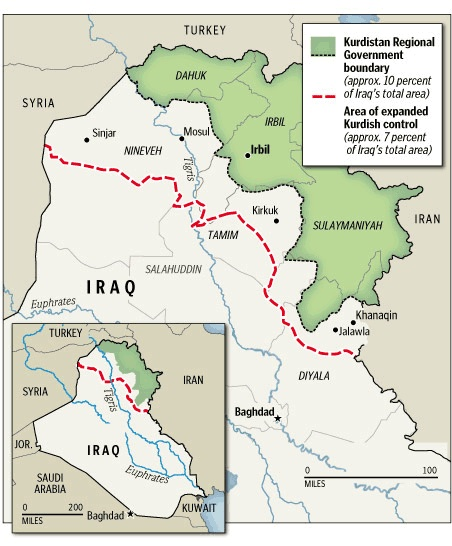 TURKEY
Kurdistan Regional
Government
boundary
(approx. 10 percent
of Iraq's total area)
Area of expanded
Kurdish control
(approx. 7 percent
of Iraq's total area)
DAHUK
SYRIA
IRBIL
IRAN
Sinjar
Mosul
NINEVEH
Irbil
Tigris
Kirkuk
SULAYMANIYAH
IRAN
TAMIM
SALAHUDDIN
IRAQ
Euphrates
Khanaqin
Jalawla
DIYALA
Baghdad
0 100
MILES
TURKEY
SYRIA
IRAN
Tigris
JOR.
IRAQ
Euphrates
SAUDI
ARABIA
KUWAIT
0 200
MILES
Baghdad